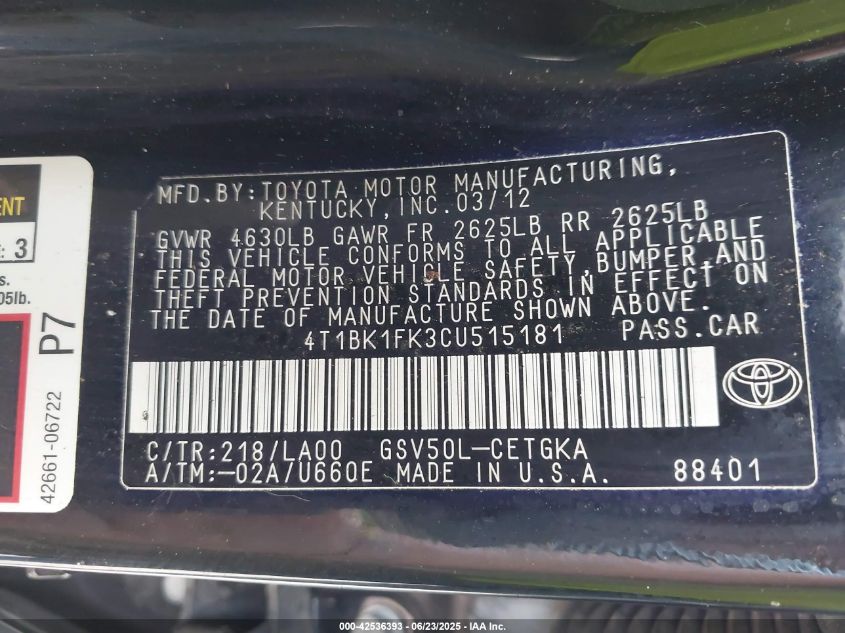 MFD.BY:TOYOTA MOTOR MANUFACTURING,
KENTUCKY,INC.03/12
GVWR 4630LB GAWR FR 2625LB RR 2625LB
THIS VEHICLE CONFORMS TO ALL APPLICABLE
FEDERAL MOTOR VEHICLE SAFETY,BUMPER,AND
THEFT PREVENTION STANDARDS IN EFFECT ON
THE DATE OF MANUFACTURE SHOWN ABOVE.
4T1BK1FK3CU515181 PASS.CAR
C/TR:218/LA00 GSV50L-CETGKA
A/TM:-02A/U660E MADE IN U.S.A. 88401
ENT
: 3
s.
05lb.
P7
42661-06722
000-42536393 - 06/23/2025 - IAA Inc.